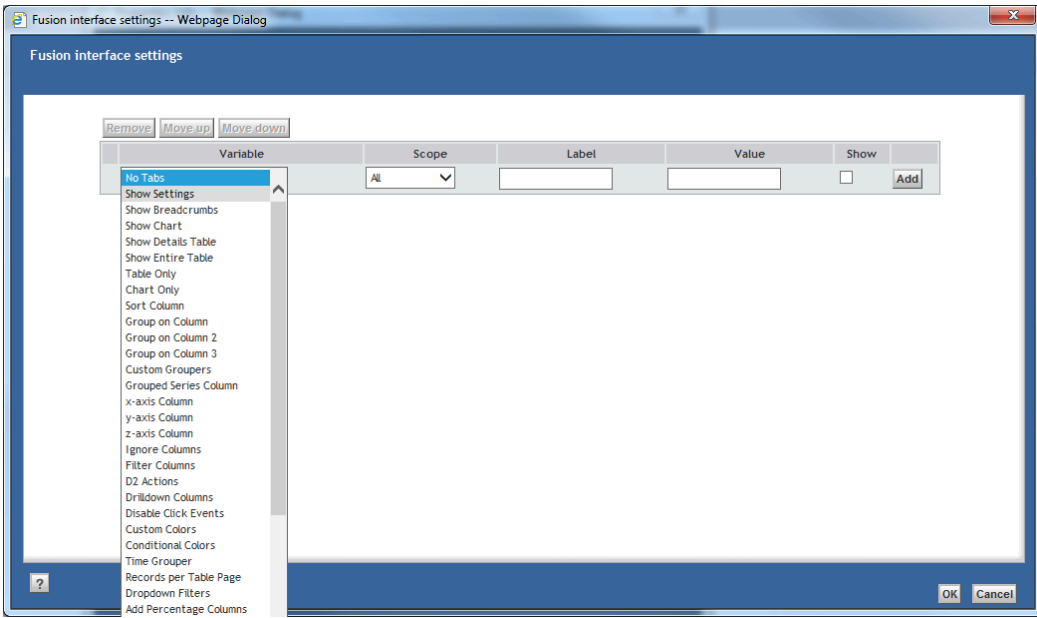 Fusion interface settings -- Webpage Dialog
x
Fusion interface settings
Remove Move up Move down
Variable Scope Label Value Show
No Tabs All Add
Show Settings
Show Breadcrumbs
Show Chart
Show Details Table
Show Entire Table
Table Only
Chart Only
Sort Column
Group on Column
Group on Column 2
Group on Column 3
Custom Groupers
Grouped Series Column
x-axis Column
y-axis Column
z-axis Column
Ignore Columns
Filter Columns
D2 Actions
Drilldown Columns
Disable Click Events
Custom Colors
Conditional Colors
Time Grouper
Records per Table Page
Dropdown Filters
Add Percentage Columns
?
OK Cancel